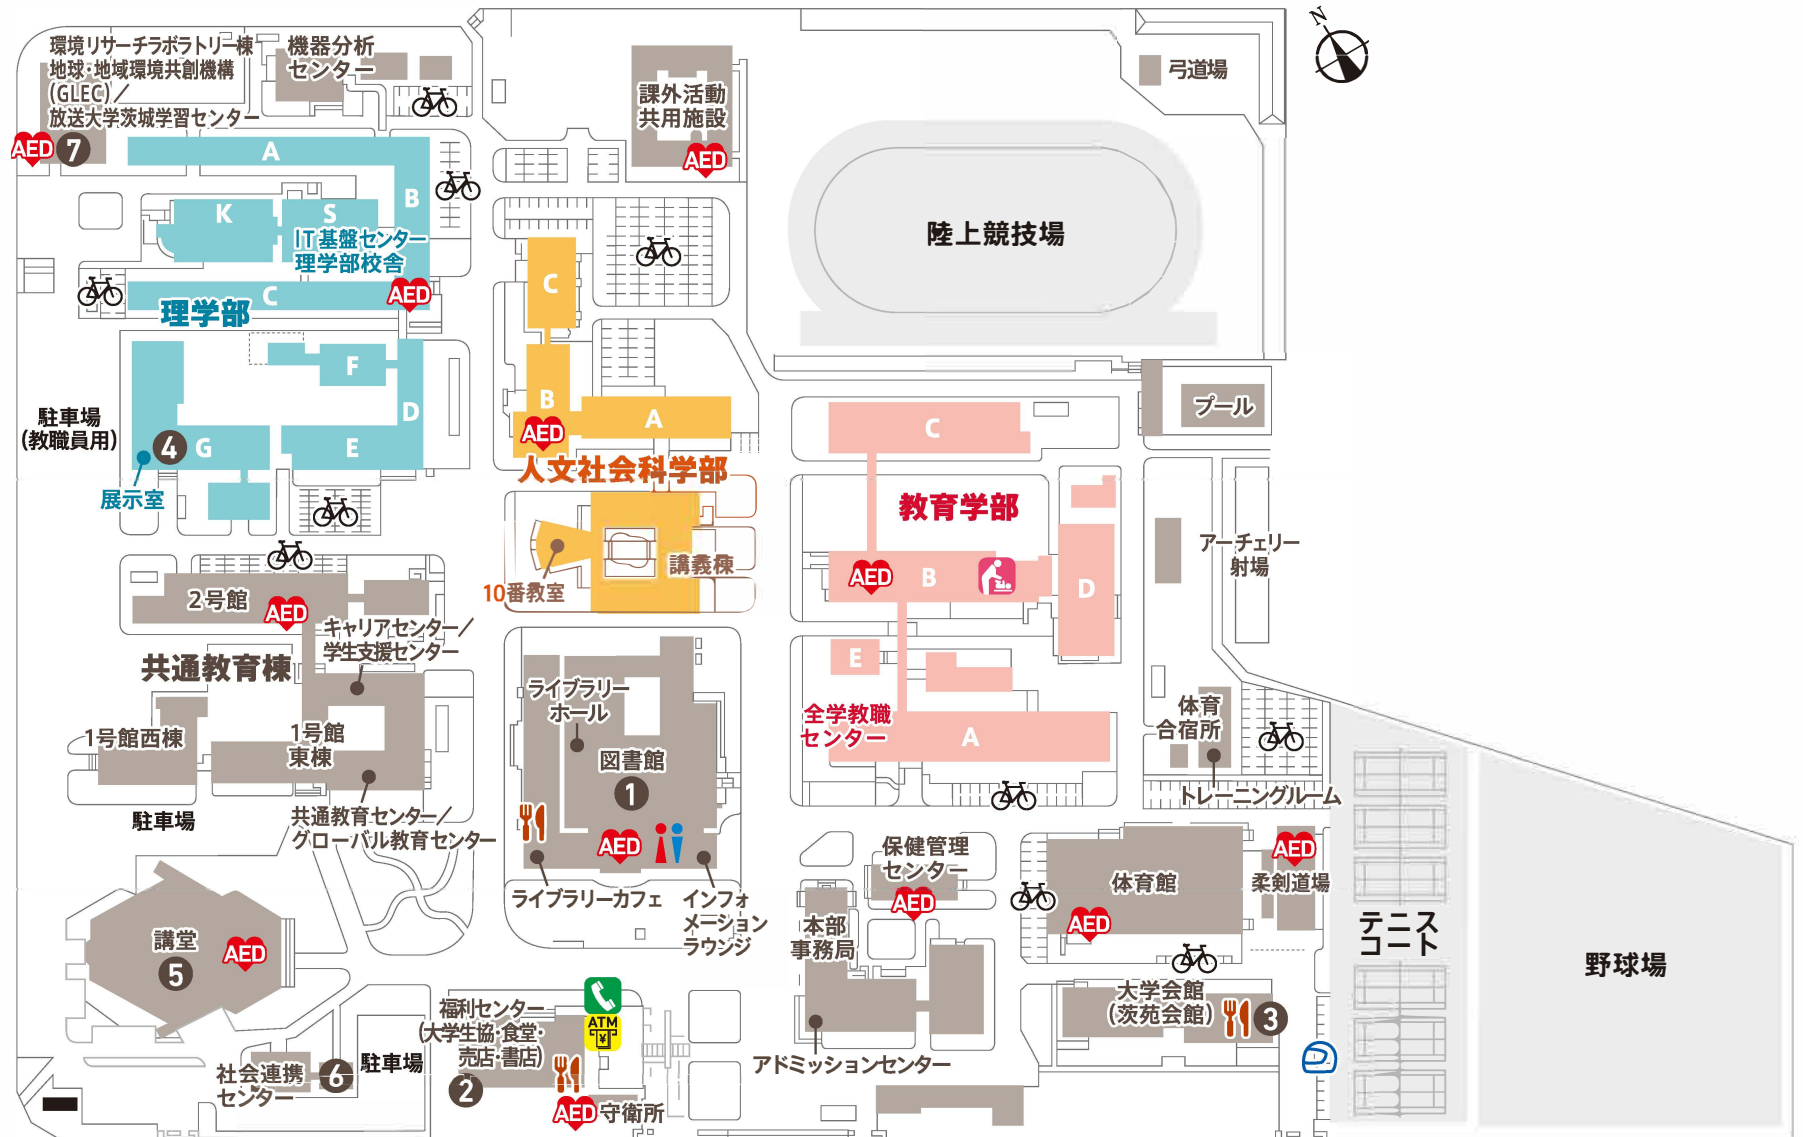 環境リサーチラボラトリー棟
地球・地域環境共創機構
(GLEC)／
放送大学茨城学習センター
AED
7
機器分析
センター
課外活動
共用施設
AED
弓道場
N
A
B
K
S
IT基盤センター
理学部校舎
C
AED
理学部
陸上競技場
F
D
E
G
4
展示室
駐車場
(教職員用)
C
B
A
AED
人文社会科学部
10番教室
講義棟
プール
C
教育学部
AED
B
D
E
全学教職
センター
A
アーチェリー
射場
体育
合宿所
トレーニングルーム
2号館
AED
キャリアセンター／
学生支援センター
共通教育棟
1号館西棟
1号館
東棟
共通教育センター／
グローバル教育センター
駐車場
ライブラリー
ホール
図書館
1
AED
ライブラリーカフェ
インフォ
メーション
ラウンジ
保健管理
センター
AED
本部
事務局
アドミッションセンター
体育館
AED
AED
柔剣道場
大学会館
(茨苑会館)
3
テニス
コート
野球場
講堂
5
AED
社会連携
センター
6
駐車場
福利センター
(大学生協・食堂・
売店・書店)
2
ATM
¥
AED
守衛所